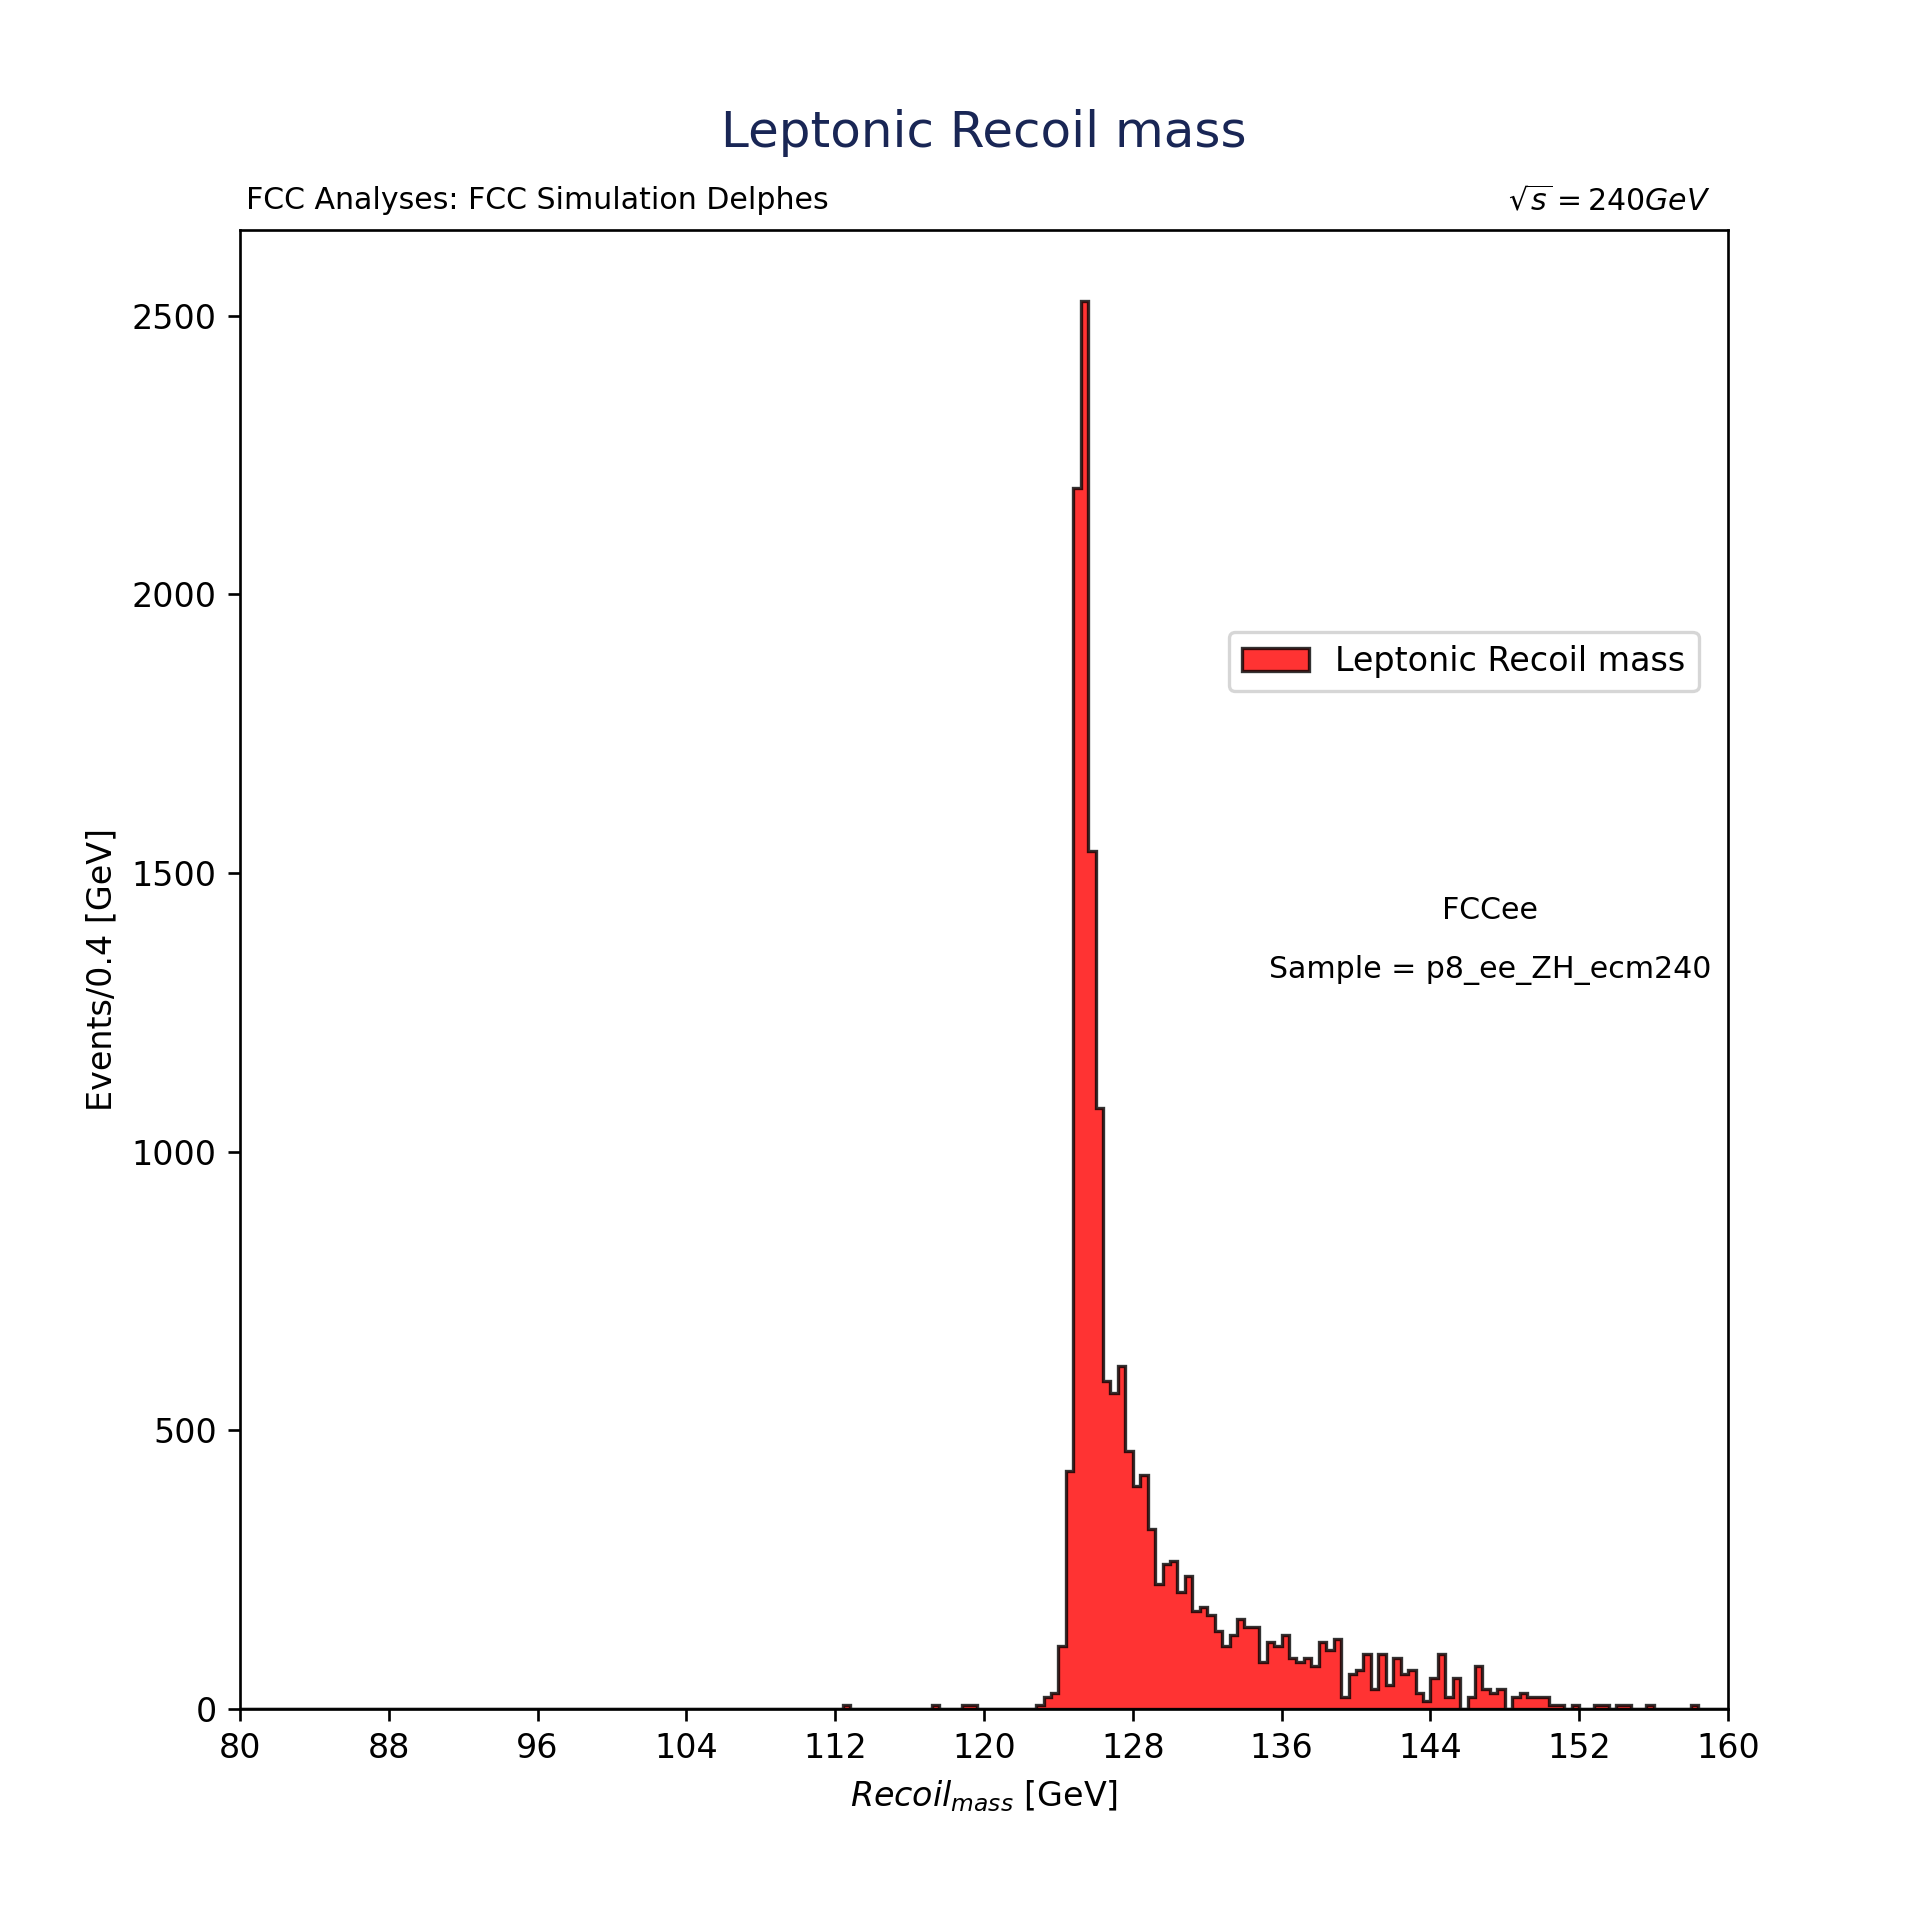 Leptonic Recoil mass
FCC Analyses: FCC Simulation Delphes
√s = 240GeV
2500
2000
1500
1000
500
0
Events/0.4 [GeV]
Leptonic Recoil mass
FCCee
Sample = p8_ee_ZH_ecm240
80 88 96 104 112 120 128 136 144 152 160
Recoil_mass [GeV]